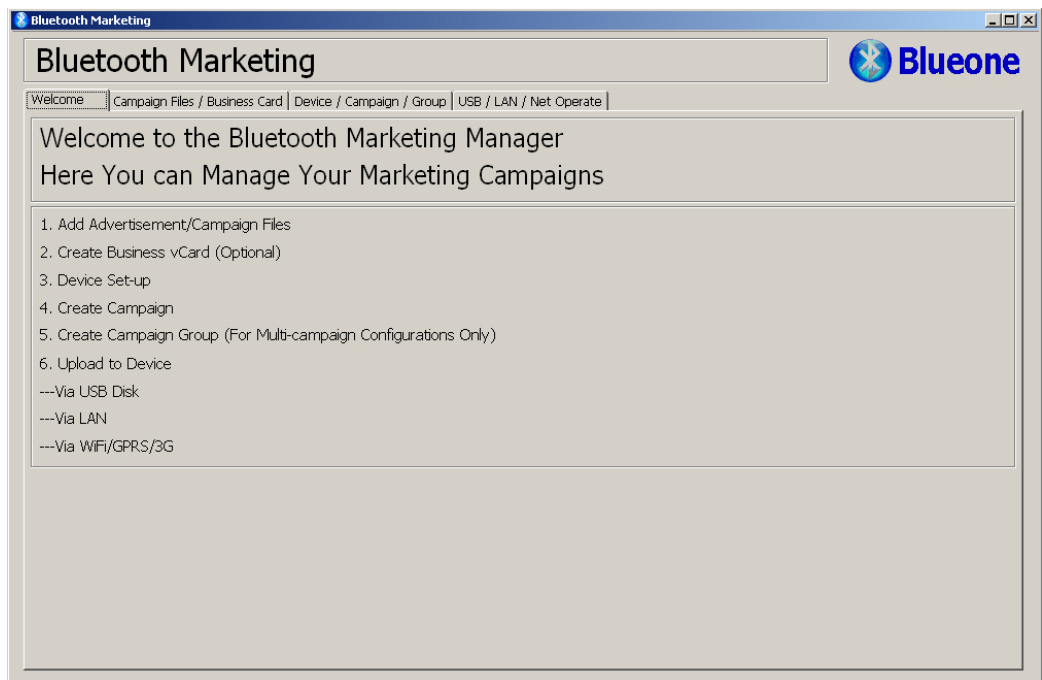 Bluetooth Marketing
Bluetooth Marketing
Blueone
Welcome
Campaign Files / Business Card
Device / Campaign / Group
USB / LAN / Net Operate
Welcome to the Bluetooth Marketing Manager
Here You can Manage Your Marketing Campaigns
1. Add Advertisement/Campaign Files
2. Create Business vCard (Optional)
3. Device Set-up
4. Create Campaign
5. Create Campaign Group (For Multi-campaign Configurations Only)
6. Upload to Device
---Via USB Disk
---Via LAN
---Via WiFi/GPRS/3G